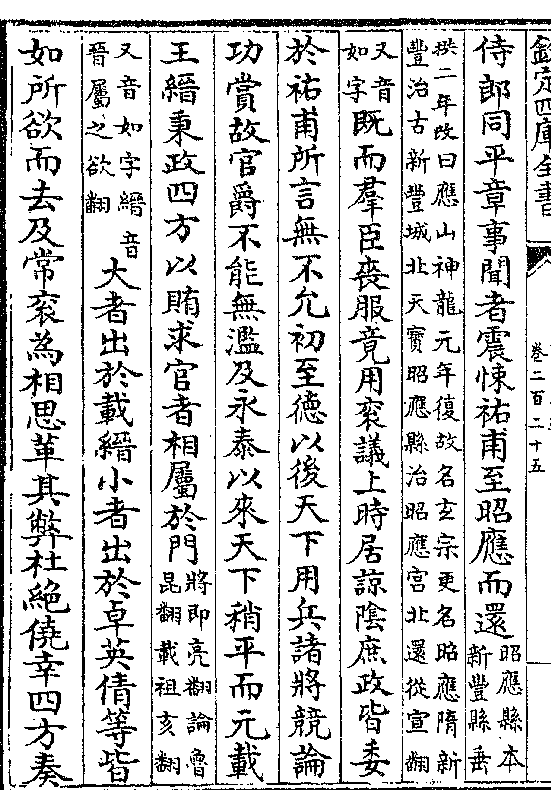 欽定四庫全書
卷二百二十五
侍郎同平章事聞者震悚祐甫至昭應而還昭應縣本新豐縣垂
拱二年改曰慶山神龍元年復故名玄宗更名昭應隋新豐治古新豐城北天寶昭應縣治昭應宮北還從宣翻
又音如字既而羣臣喪服竟用衮議上時居諒陰庶政皆委
於祐甫所言無不允初至德以後天下用兵諸將競論
功賞故官爵不能無濫及永泰以來天下稍平而元載
王縉秉政四方以賄求官者相屬於門將即亮翻論魯昆翻載祖亥翻
又音如字縉音晉屬之欲翻大者出於載縉小者出於卓英倩等皆
如所欲而去及常衮為相思革其弊杜絕僥幸四方奏